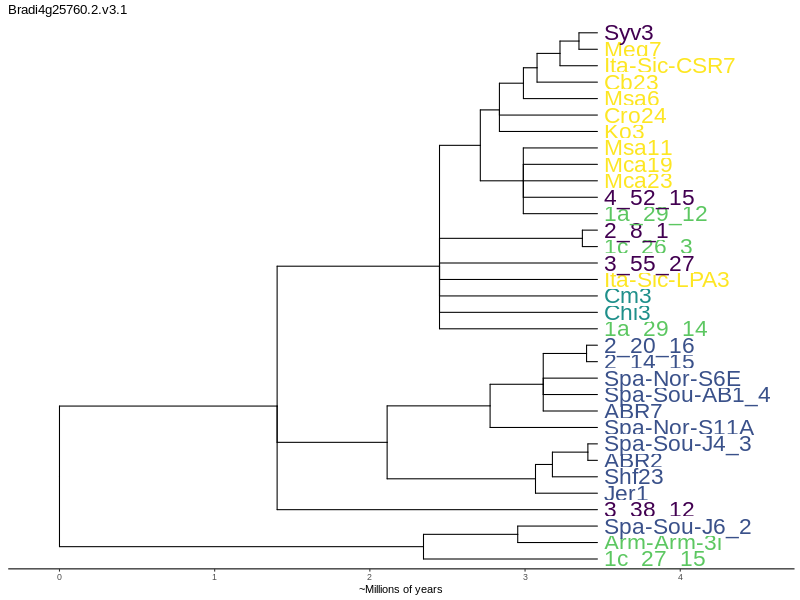 Bradi4g25760.2.v3.1
Syv3
Meg7
Ita-Sic-CSR7
Cb23
Msa6
Cro24
Ko3
Msa11
Mca19
Mca23
4_52_15
1a_29_12
2_8_1
1c_26_3
3_55_27
Ita-Sic-LPA3
Cm3
Chi3
1a_29_14
2_20_16
2_14_15
Spa-Nor-S6E
Spa-Sou-AB1_4
ABR7
Spa-Nor-S11A
Spa-Sou-J4_3
ABR2
Shf23
Jer1
3_38_12
Spa-Sou-J6_2
Arm-Arm-3i
1c_27_15
0 1 2 3 4
~Millions of years